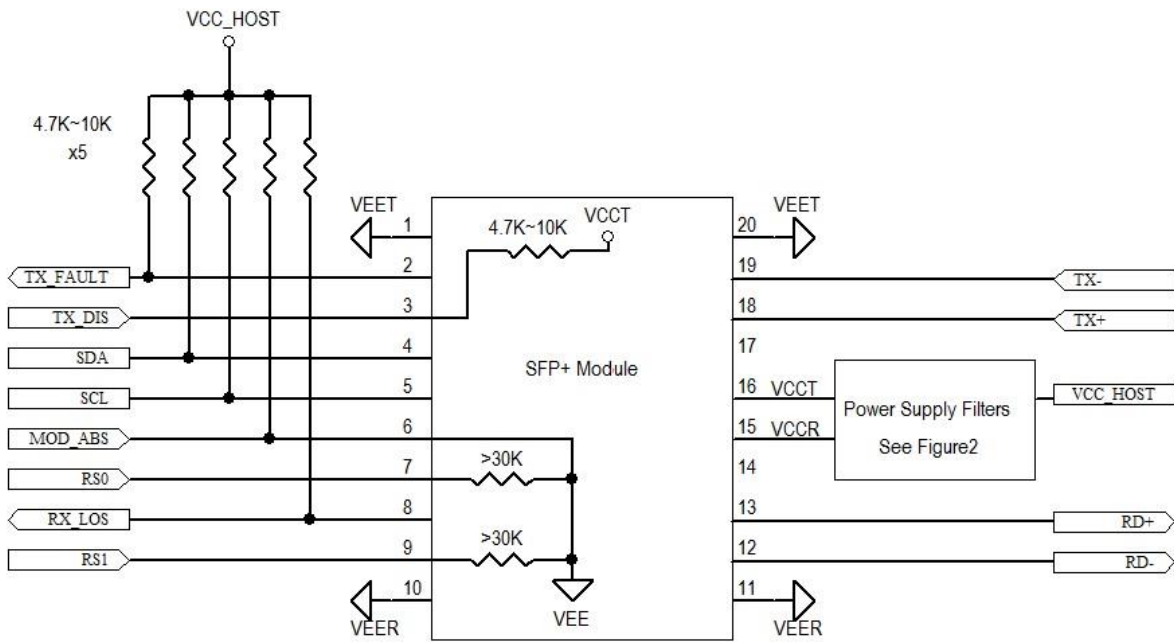 VCC_HOST
4.7K~10K
x5
VEET
1
4.7K~10K
VCCT
20
VEET
TX_FAULT
2
19
TX-
TX_DIS
3
18
TX+
SDA
4
17
SFP+ Module
SCL
5
16
VCCT
Power Supply Filters
See Figure2
VCC_HOST
MOD_ABS
6
15
VCCR
RS0
7
>30K
14
RX_LOS
8
13
RD+
RS1
9
>30K
12
RD-
10
VEER
VEE
11
VEER